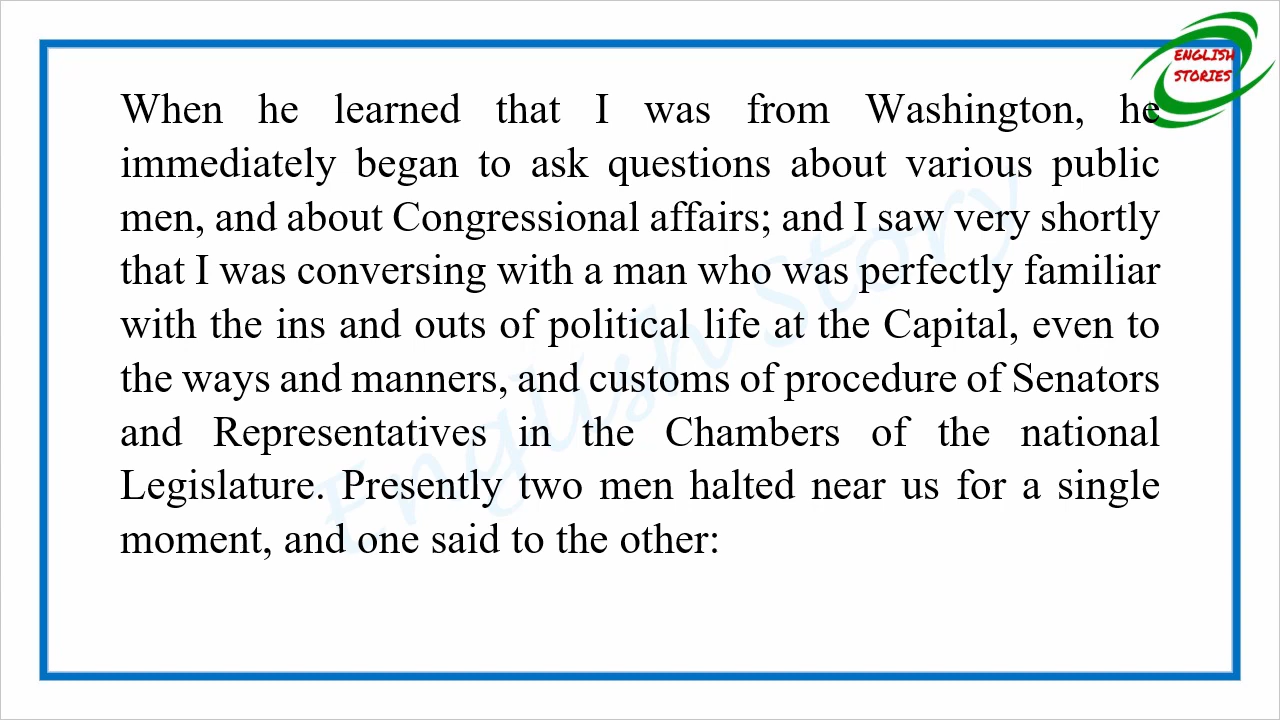 ENGLISH
STORIES
When he learned that I was from Washington, he
immediately began to ask questions about various public
men, and about Congressional affairs; and I saw very shortly
that I was conversing with a man who was perfectly familiar
with the ins and outs of political life at the Capital, even to
the ways and manners, and customs of procedure of Senators
and Representatives in the Chambers of the national
Legislature. Presently two men halted near us for a single
moment, and one said to the other:
English Story